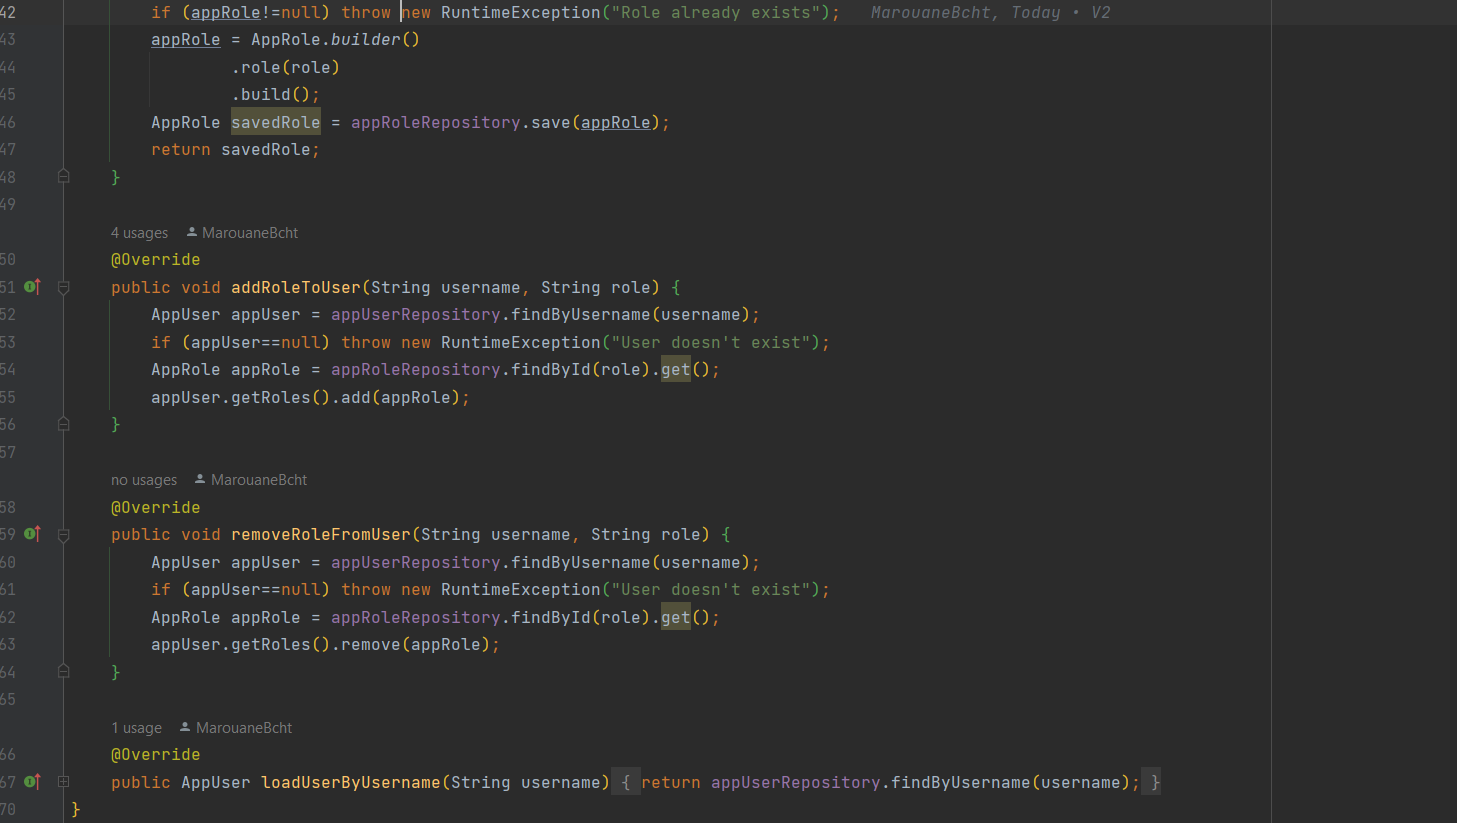 42 if (appRole!=null) throw new RuntimeException("Role already exists"); MarouaneBcht, Today • V2
43 appRole = AppRole.builder()
44 .role(role)
45 .build();
46 AppRole savedRole = appRoleRepository.save(appRole);
47 return savedRole;
48 }
49
4 usages MarouaneBcht
50 @Override
51 public void addRoleToUser(String username, String role) {
52 AppUser appUser = appUserRepository.findByUsername(username);
53 if (appUser==null) throw new RuntimeException("User doesn't exist");
54 AppRole appRole = appRoleRepository.findById(role).get();
55 appUser.getRoles().add(appRole);
56 }
57
no usages MarouaneBcht
58 @Override
59 public void removeRoleFromUser(String username, String role) {
60 AppUser appUser = appUserRepository.findByUsername(username);
61 if (appUser==null) throw new RuntimeException("User doesn't exist");
62 AppRole appRole = appRoleRepository.findById(role).get();
63 appUser.getRoles().remove(appRole);
64 }
65
1 usage MarouaneBcht
66 @Override
67 public AppUser loadUserByUsername(String username) { return appUserRepository.findByUsername(username); }
70 }